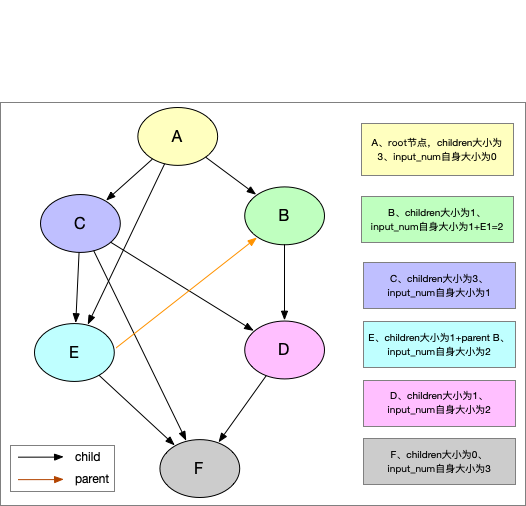 A
C
B
E
D
F
child
parent
A、root节点，children大小为
3、input_num自身大小为0
B、children大小为1、
input_num自身大小为1+E1=2
C、children大小为3、
input_num自身大小为1
E、children大小为1+parent B、
input_num自身大小为2
D、children大小为1、
input_num自身大小为2
F、children大小为0、
input_num自身大小为3